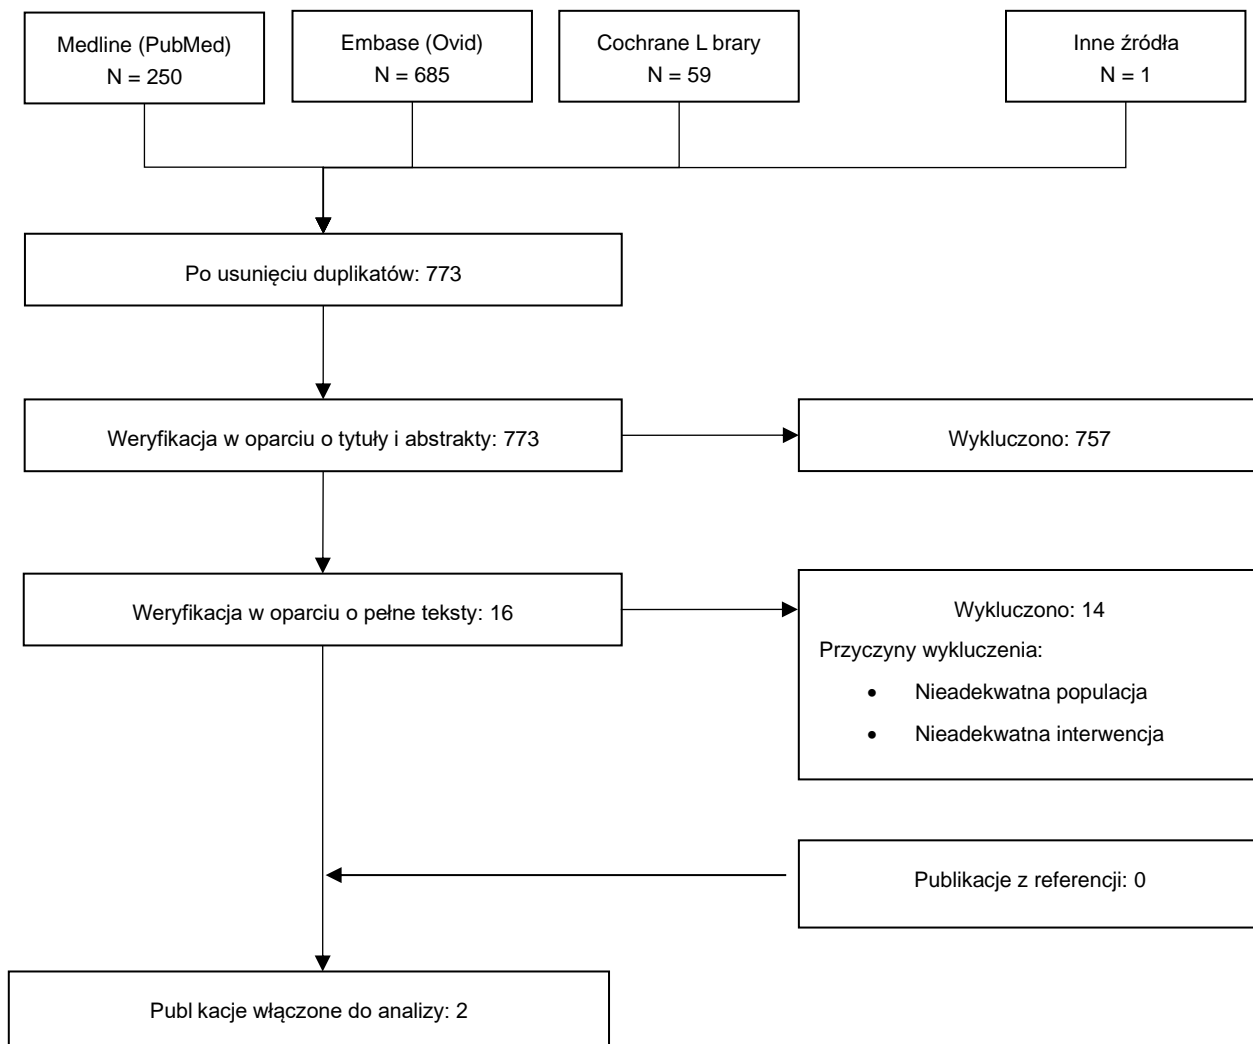 Medline (PubMed)
N = 250
Embase (Ovid)
N = 685
Cochrane L brary
N = 59
Inne źródła
N = 1
Po usunięciu duplikatów: 773
Weryfikacja w oparciu o tytuły i abstrakty: 773
Wykluczono: 757
Weryfikacja w oparciu o pełne teksty: 16
Wykluczono: 14
Przyczyny wykluczenia:
• Nieadekwatna populacja
• Nieadekwatna interwencja
Publikacje z referencji: 0
Publ kacje włączone do analizy: 2